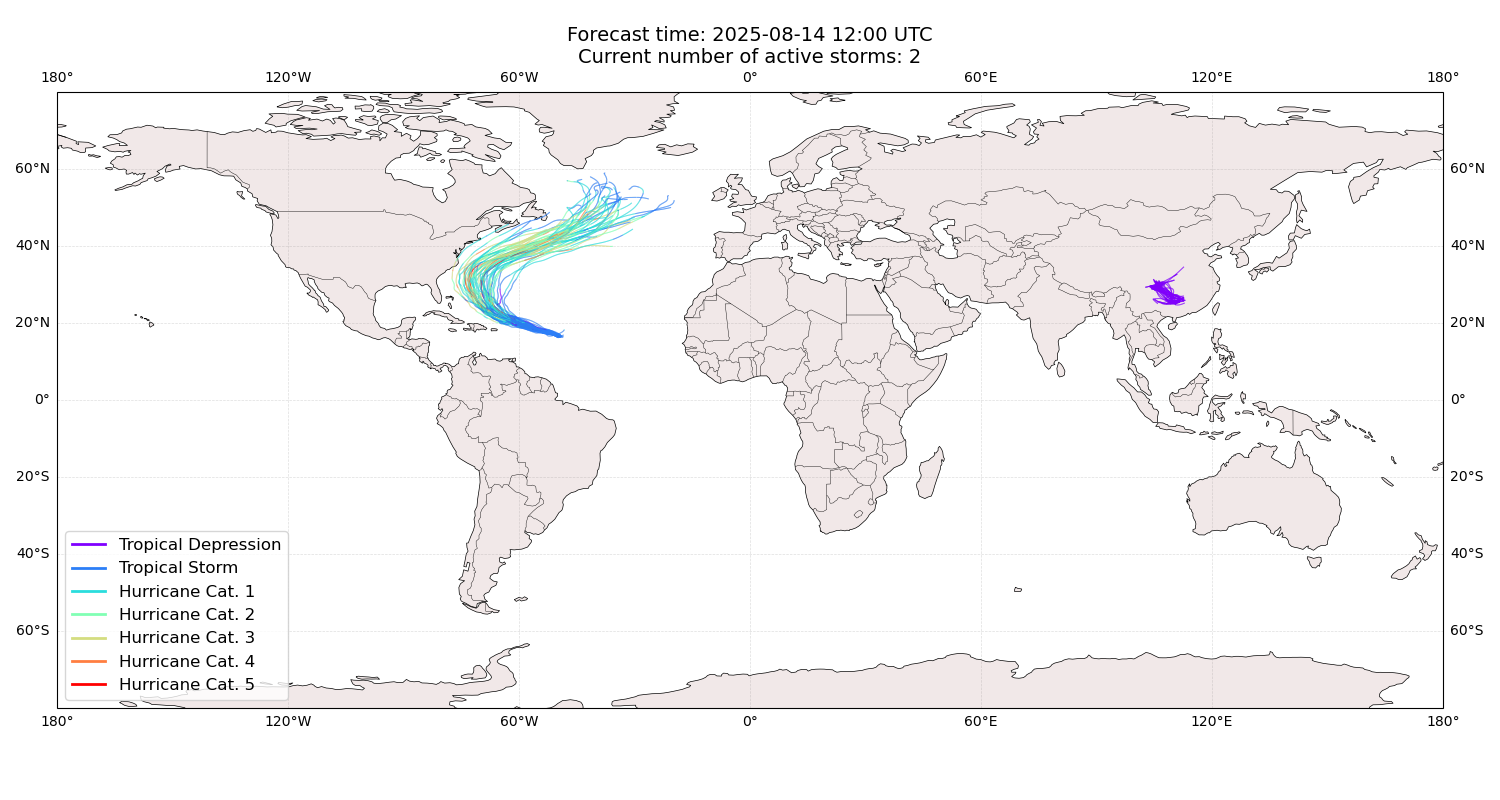 Forecast time: 2025-08-14 12:00 UTC
Current number of active storms: 2
180° 120°W 60°W 0° 60°E 120°E 180°
60°N 60°N
40°N 40°N
20°N 20°N
0° 0°
20°S 20°S
40°S 40°S
60°S 60°S
Tropical Depression
Tropical Storm
Hurricane Cat. 1
Hurricane Cat. 2
Hurricane Cat. 3
Hurricane Cat. 4
Hurricane Cat. 5
180° 120°W 60°W 0° 60°E 120°E 180°